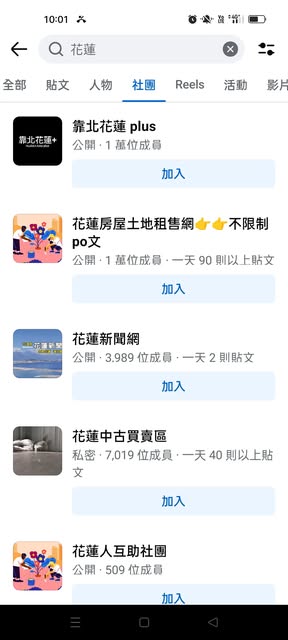 10:01
花蓮
全部 貼文 人物 社團 Reels 活動 影片
靠北花蓮+
靠北花蓮 plus
公開 · 1 萬位成員
加入
花蓮房屋土地租售網👉👉不限制
po文
公開 · 1 萬位成員 · 一天 90 則以上貼文
加入
花蓮新聞網
公開 · 3,989 位成員 · 一天 2 則貼文
加入
花蓮中古買賣區
私密 · 7,019 位成員 · 一天 40 則以上貼
文
加入
花蓮人互助社團
公開 · 509 位成員
加入